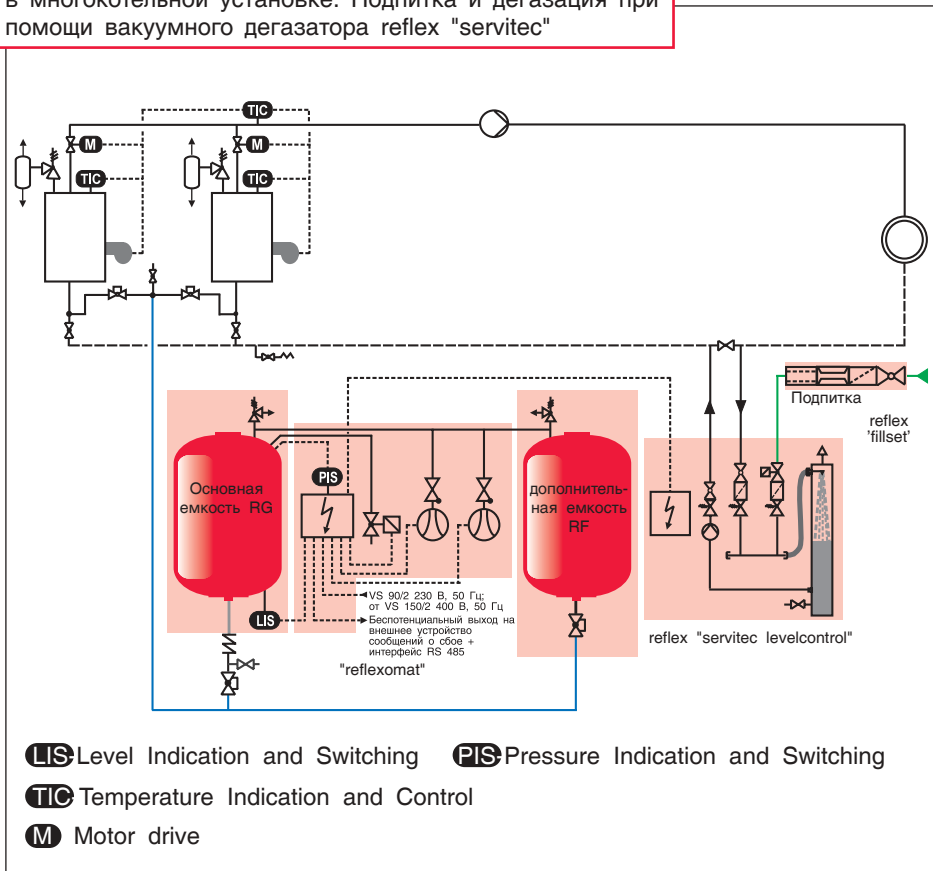 в многокотельной установке. Подпитка и дегазация при
помощи вакуумного дегазатора reflex "servitec"
TIC
M
M
TIC
TIC
Подпитка
reflex
'fillset'
PIS
Основная
емкость RG
дополнитель-
ная емкость
RF
VS 90/2 230 В, 50 Гц;
от VS 150/2 400 В, 50 Гц
LIS
Беспотенциальный выход на
внешнее устройство
сообщений о сбое +
интерфейс RS 485
"reflexomat"
reflex "servitec levelcontrol"
LIS Level Indication and Switching
PIS Pressure Indication and Switching
TIC Temperature Indication and Control
M Motor drive